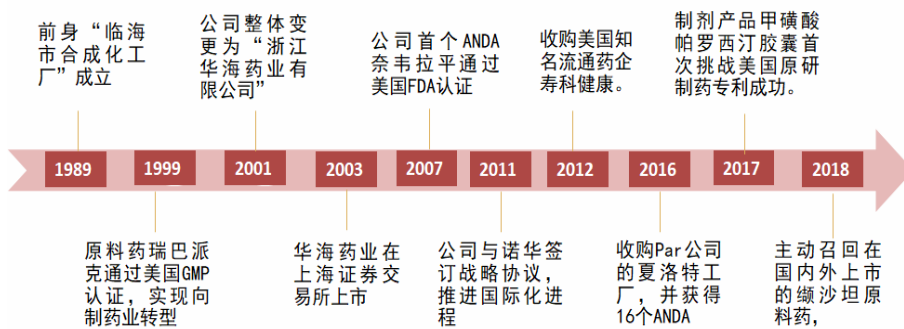 前身“临海
市合成化工
厂”成立
公司整体变
更为“浙江
华海药业有
限公司”
公司首个ANDA
奈韦拉平通过
美国FDA认证
收购美国知
名流通药企
寿科健康。
制剂产品甲磺酸
帕罗西汀胶囊首
次挑战美国原研
制药专利成功。
1989
1999
2001
2003
2007
2011
2012
2016
2017
2018
原料药瑞巴派
克通过美国GMP
认证，实现向
制药业转型
华海药业在
上海证券交
易所上市
公司与诺华签
订战略协议，
推进国际化进
程
收购Par公司
的夏洛特工
厂，并获得
16个ANDA
主动召回在
国内外上市
的缬沙坦原
料药，